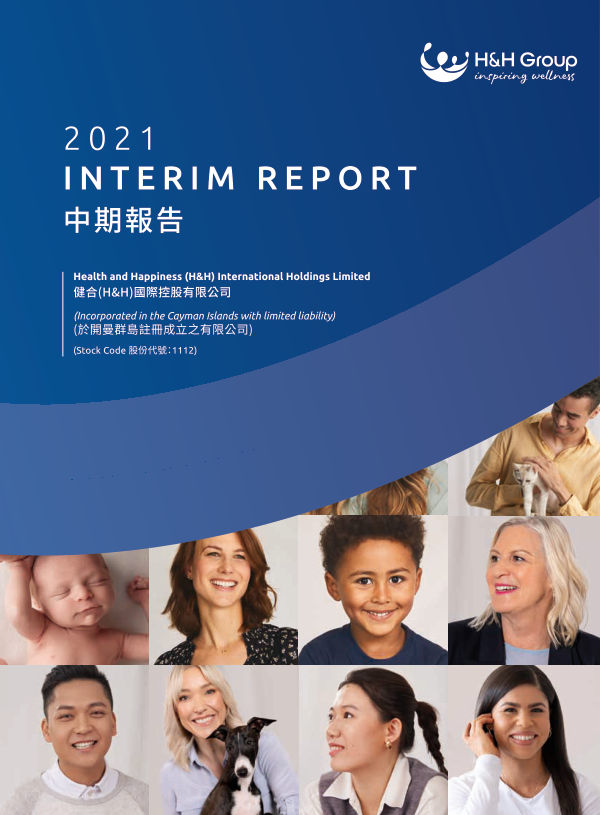 H&H Group
inspiring wellness
2021
INTERIM REPORT
中期報告
Health and Happiness (H&H) International Holdings Limited
健合(H&H)國際控股有限公司
(Incorporated in the Cayman Islands with limited liability)
(於開曼群島註冊成立之有限公司)
(Stock Code 股份代號：1112)